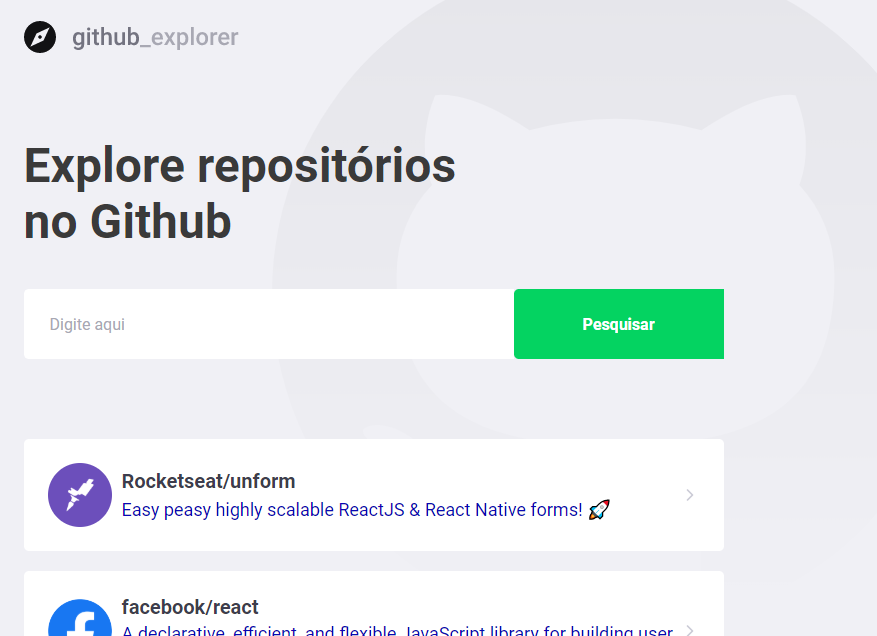 github_explorer
Explore repositórios
no Github
Digite aqui
Pesquisar
Rocketseat/unform
Easy peasy highly scalable ReactJS & React Native forms! 🚀
facebook/react
A declarative, efficient, and flexible JavaScript library for building user